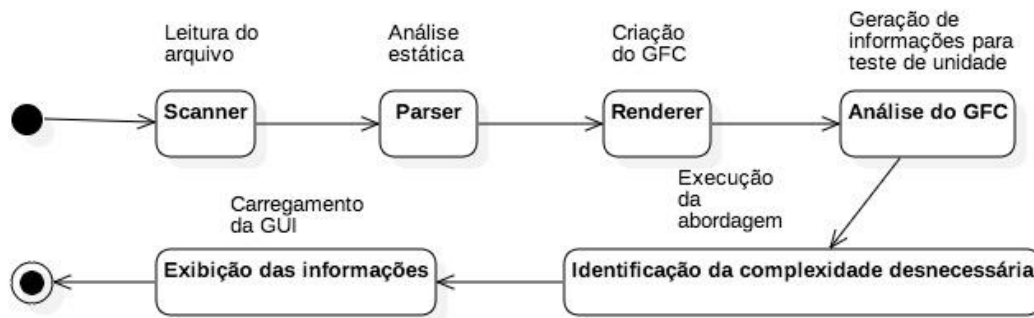 Leitura do
arquivo
Análise
estática
Criação
do GFC
Geração de
informações para
teste de unidade
Scanner
Parser
Renderer
Análise do GFC
Execução
da
abordagem
Carregamento
da GUI
Identificação da complexidade desnecessária
Exibição das informações